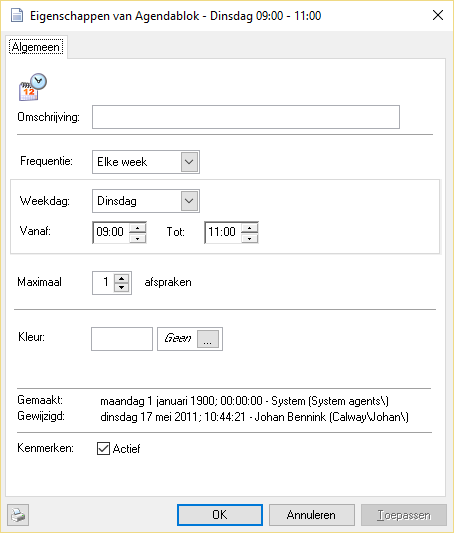 Eigenschappen van Agendablok - Dinsdag 09:00 - 11:00
Algemeen
12
Omschrijving:
Frequentie: Elke week
Weekdag: Dinsdag
Vanaf: 09:00 Tot: 11:00
Maximaal 1 afspraken
Kleur: Geen ...
Gemaakt: maandag 1 januari 1900; 00:00:00 - System (System agents\)
Gewijzigd: dinsdag 17 mei 2011; 10:44:21 - Johan Bennink (Calway\Johan\)
Kenmerken: Actief
OK Annuleren Toepassen